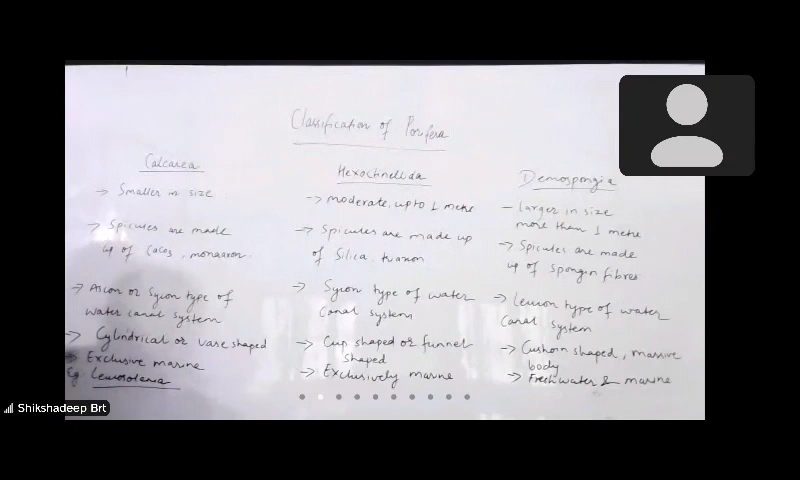 Classification of Porifera
Calcarea
→ Smaller in size
→ Spicules are made
up of CaCO3, monaxon
→ Ascon or Sycon type of
water canal system
→ Cylindrical or vase shaped
→ Exclusive marine
Eg. Leucosolenia
Hexactinellida
→ moderate, upto 1 metre
→ Spicules are made up
of Silica, triaxon
→ Sycon type of water
canal system
→ Cup shaped or funnel
shaped
→ Exclusively marine
Demospongia
- Larger in size
more than 1 metre
→ Spicules are made
up of spongin fibres
→ Leucon type of water
canal system
→ Cushion shaped, massive
body
→ Freshwater & marine
Shikshadeep Brt